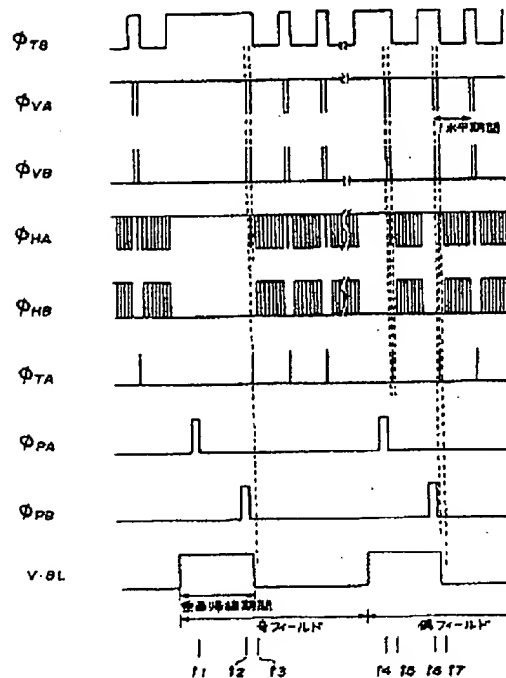 ΦTB
ΦVA
1水平期間
ΦVB
ΦHA
ΦHB
ΦTA
ΦPA
ΦPB
V·BL
垂直帰線期間
奇フィールド
偶フィールド
t1
t2
t3
t4
t5
t6
t7